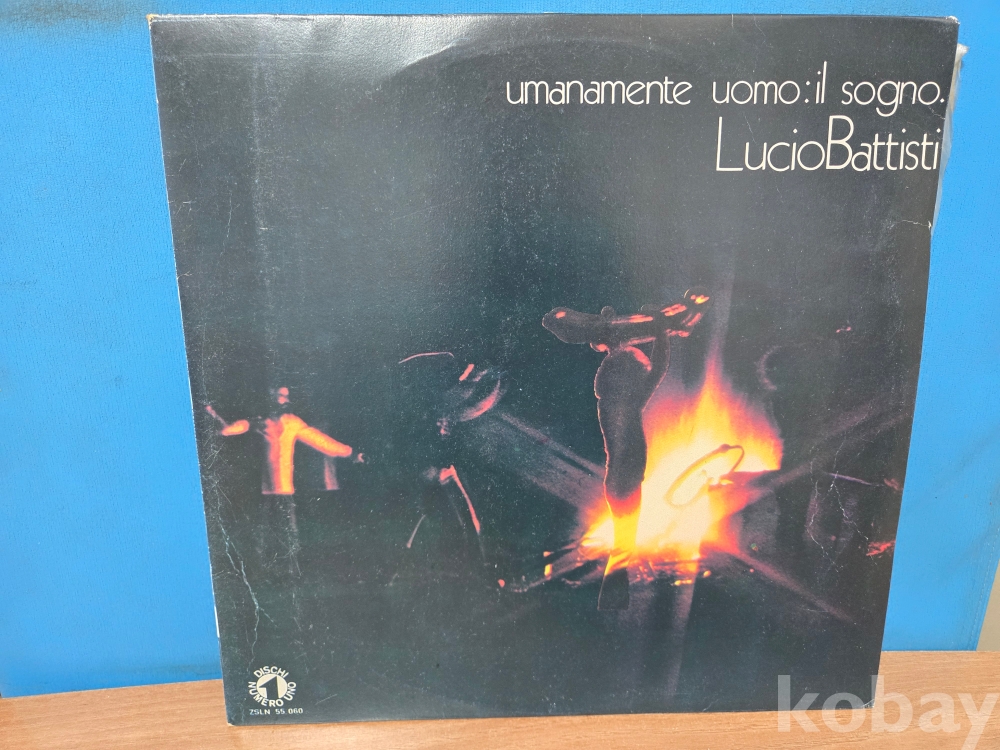 umanamente uomo: il sogno.
LucioBattisti
DISCHI
NUMERO UNO
1
ZSLN 55 060
kobay